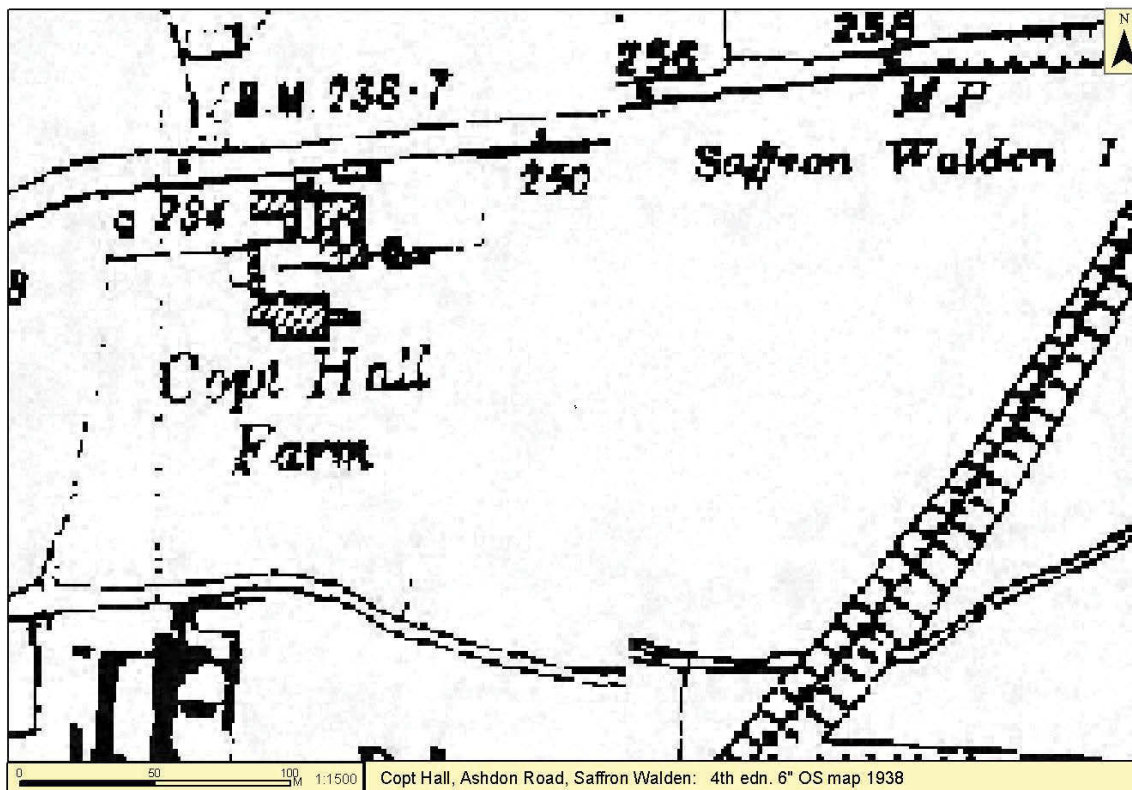 N
256
258
B.M. 238·7
M.P
250
Saffron Walden
234
Copt Hall
Farm
0 50 100
M 1:1500
Copt Hall, Ashdon Road, Saffron Walden: 4th edn. 6" OS map 1938